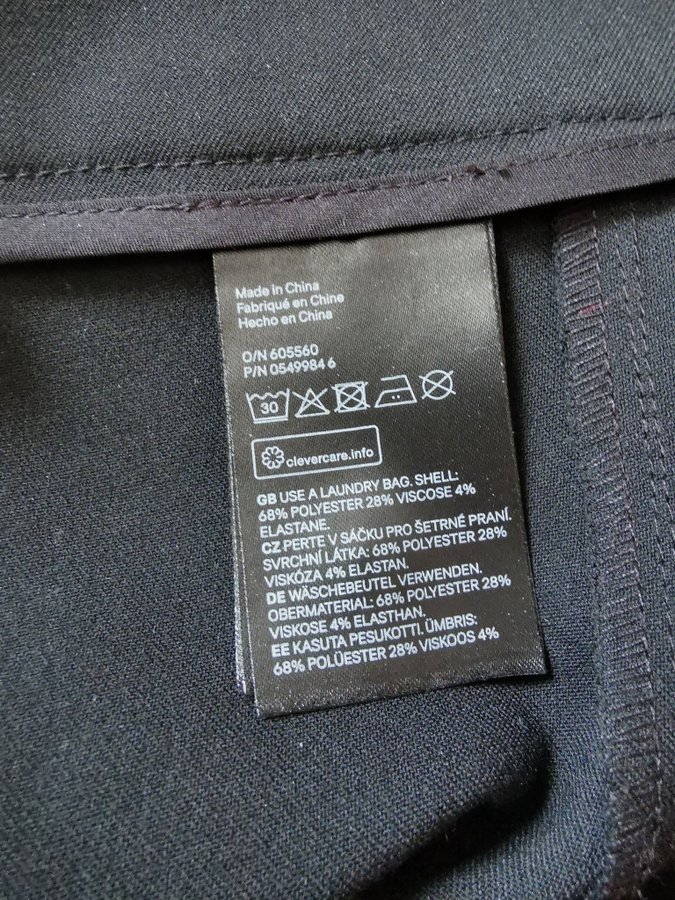 Made in China
Fabriqué en Chine
Hecho en China
O/N 605560
P/N 0549984 6
30
clevercare.info
GB USE A LAUNDRY BAG. SHELL:
68% POLYESTER 28% VISCOSE 4%
ELASTANE.
CZ PERTE V SÁČKU PRO ŠETRNÉ PRANÍ.
SVRCHNÍ LÁTKA: 68% POLYESTER 28%
VISKÓZA 4% ELASTAN.
DE WÄSCHEBEUTEL VERWENDEN.
OBERMATERIAL: 68% POLYESTER 28%
VISKOSE 4% ELASTHAN.
EE KASUTA PESUKOTTI. ÜMBRIS:
68% POLÜESTER 28% VISKOOS 4%